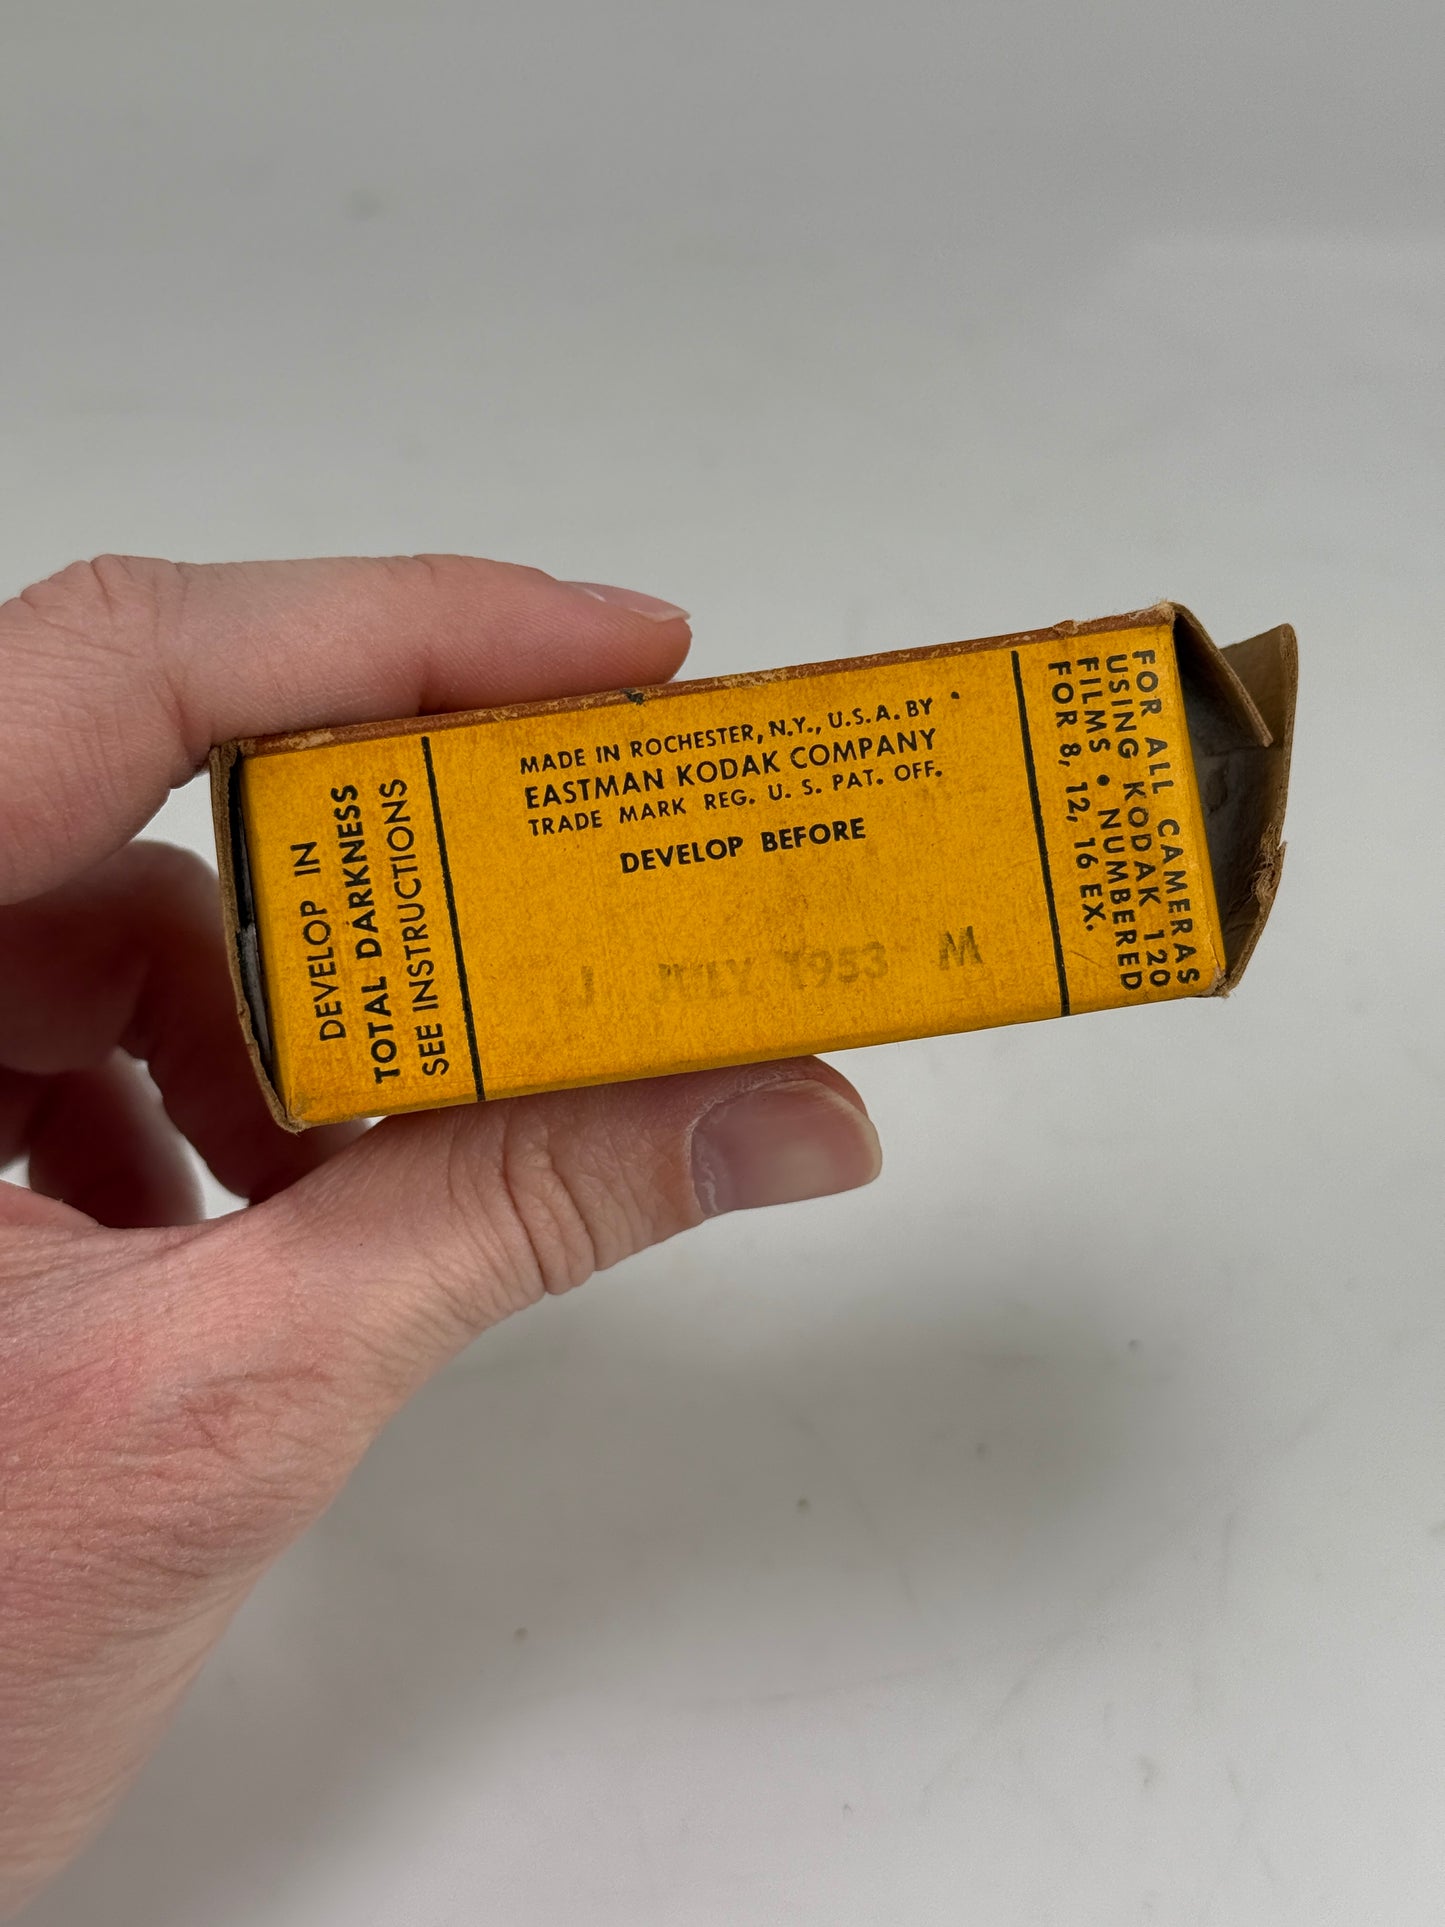 DEVELOP IN
TOTAL DARKNESS
SEE INSTRUCTIONS
MADE IN ROCHESTER, N.Y., U.S.A. BY
EASTMAN KODAK COMPANY
TRADE MARK REG. U. S. PAT. OFF.
DEVELOP BEFORE
J JULY 1953 M
FOR ALL CAMERAS
USING KODAK 120
FILMS • NUMBERED
FOR 8, 12, 16 EX.